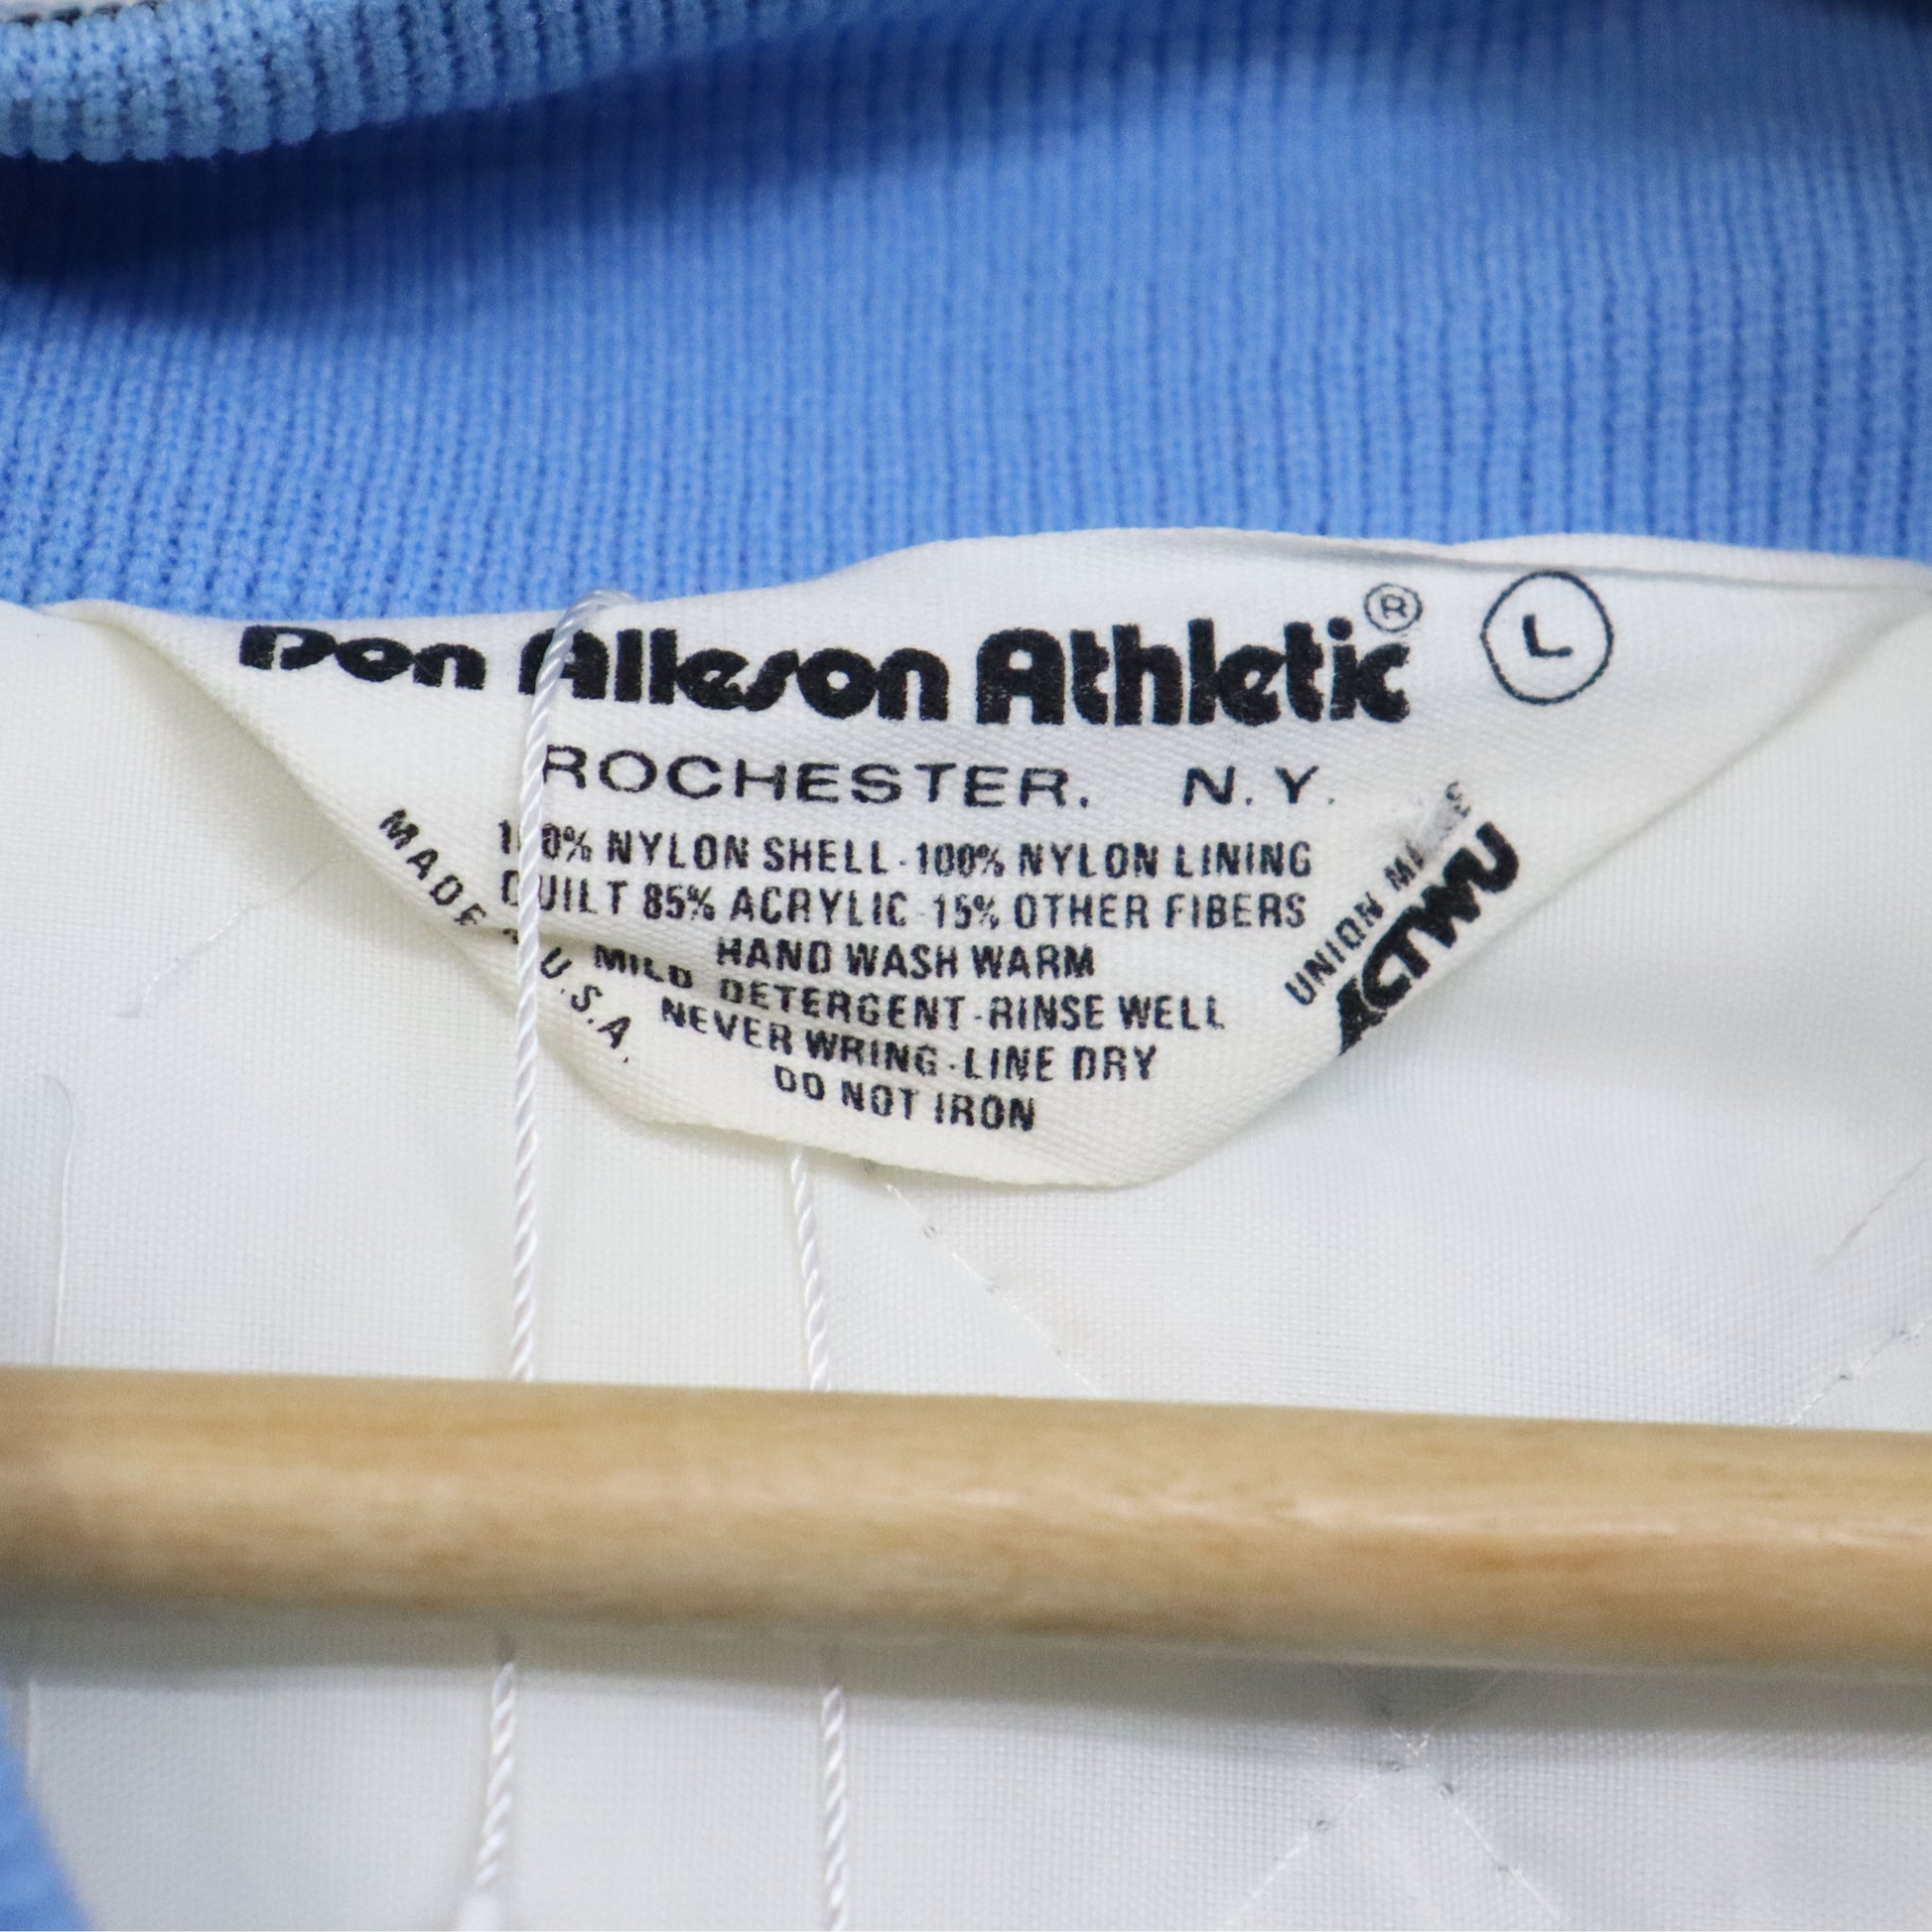 Don Alleson Athletic® L
ROCHESTER, N.Y.
100% NYLON SHELL-100% NYLON LINING
QUILT 85% ACRYLIC-15% OTHER FIBERS
HAND WASH WARM
MILD DETERGENT-RINSE WELL
NEVER WRING-LINE DRY
DO NOT IRON
MADE IN U.S.A.
UNION MADE
ACTWU